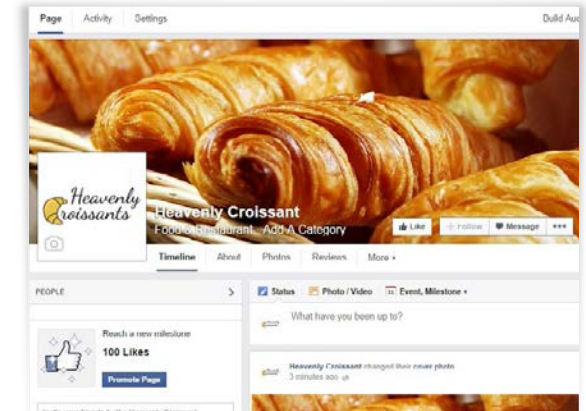 Page Activity Settings Build Aud
Heavenly
Croissants
Heavenly Croissant
Food & Restaurant Add A Category
Like Follow Message
Timeline About Photos Reviews More
PEOPLE
Status Photo / Video Event, Milestone
What have you been up to?
Reach a new milestone
100 Likes
Promote Page
Heavenly Croissant changed their cover photo
3 minutes ago